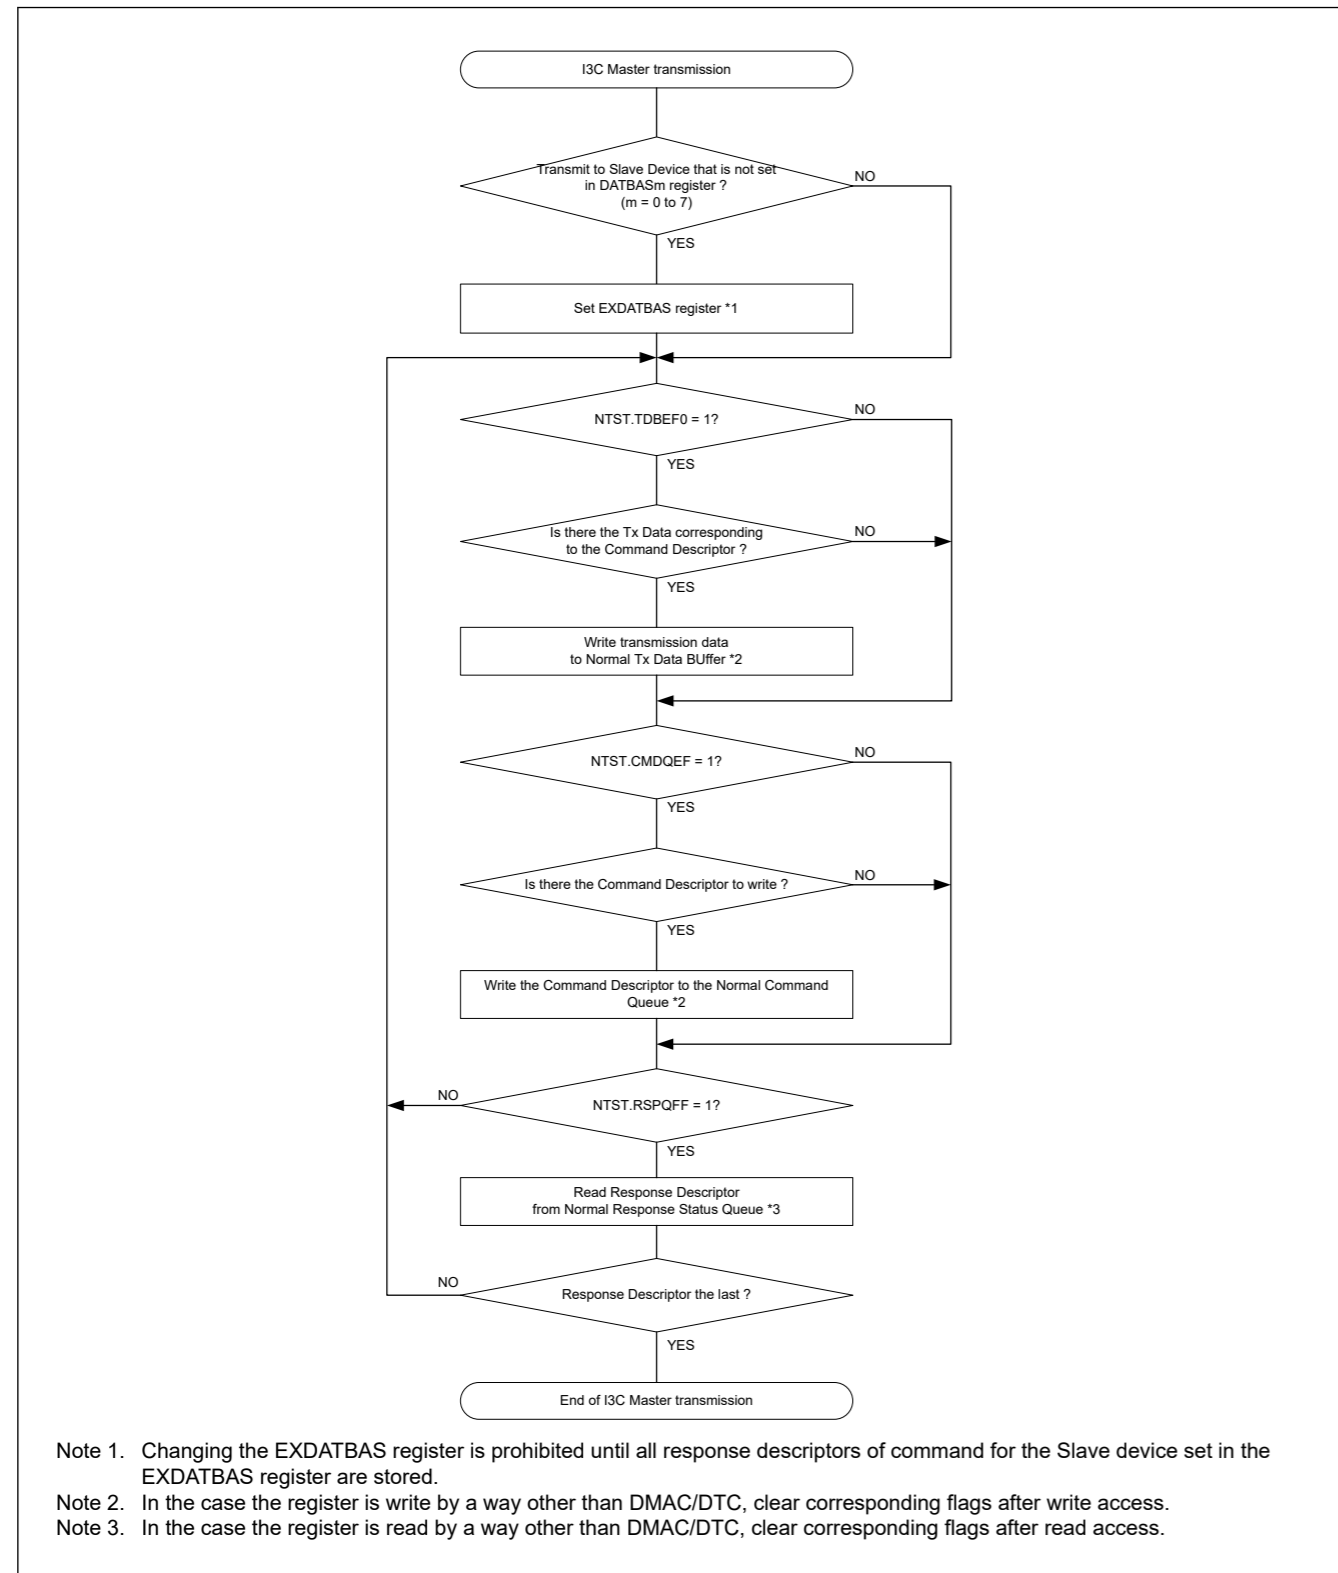 I3C Master transmission
Transmit to Slave Device that is not set
in DATBASm register ?
(m = 0 to 7)
NO
YES
Set EXDATBAS register *1
NTST.TDBEF0 = 1?
NO
YES
Is there the Tx Data corresponding
to the Command Descriptor ?
NO
YES
Write transmission data
to Normal Tx Data BUffer *2
NTST.CMDQEF = 1?
NO
YES
Is there the Command Descriptor to write ?
NO
YES
Write the Command Descriptor to the Normal Command
Queue *2
NO
NTST.RSPQFF = 1?
YES
Read Response Descriptor
from Normal Response Status Queue *3
NO
Response Descriptor the last ?
YES
End of I3C Master transmission
Note 1. Changing the EXDATBAS register is prohibited until all response descriptors of command for the Slave device set in the
EXDATBAS register are stored.
Note 2. In the case the register is write by a way other than DMAC/DTC, clear corresponding flags after write access.
Note 3. In the case the register is read by a way other than DMAC/DTC, clear corresponding flags after read access.